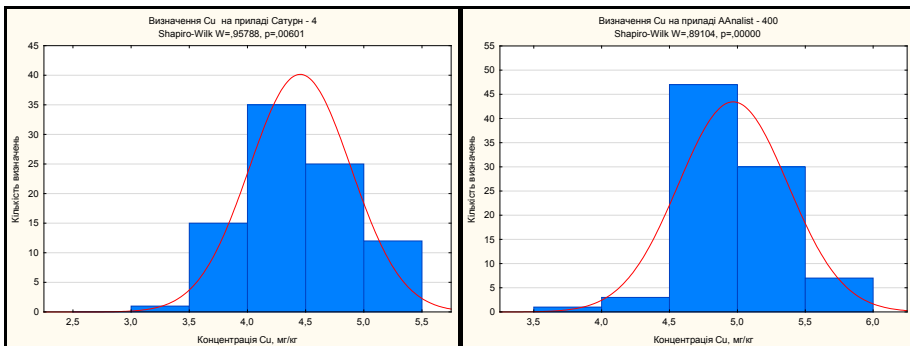 Визначення Cu на приладі Сатурн - 4
Shapiro-Wilk W=,95788, p=,00601
45
40
35
30
25
20
15
10
5
0
Кількість визначень
2,5 3,0 3,5 4,0 4,5 5,0 5,5
Концентрація Cu, мг/кг
Визначення Cu на приладі AAnalist - 400
Shapiro-Wilk W=,89104, p=,00000
55
50
45
40
35
30
25
20
15
10
5
0
Кількість визначень
3,5 4,0 4,5 5,0 5,5 6,0
Концентрація Cu, мг/кг